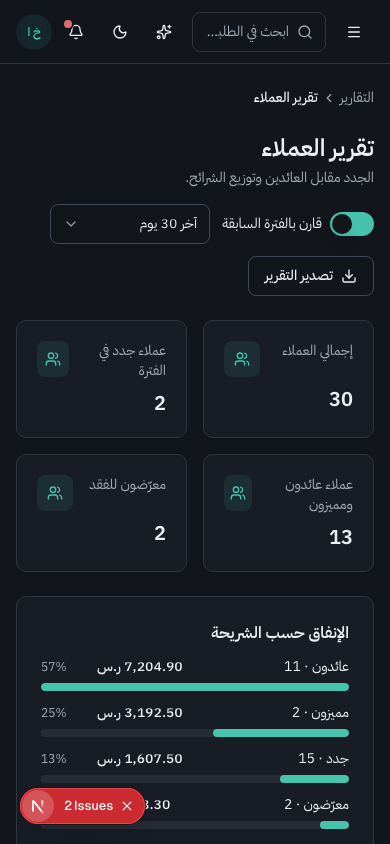 ابحث في الطلبـ...
خ ا
التقارير › تقرير العملاء
تقرير العملاء
الجدد مقابل العائدين وتوزيع الشرائح.
قارن بالفترة السابقة
آخر 30 يوم
تصدير التقرير
إجمالي العملاء
30
عملاء جدد في الفترة
2
عملاء عائدون ومميزون
13
معرّضون للفقد
2
الإنفاق حسب الشريحة
عائدون · 11 7,204.90 ر.س 57%
مميزون · 2 3,192.50 ر.س 25%
جدد · 15 1,607.50 ر.س 13%
معرّضون · 2 ر.س
N 2 Issues ×